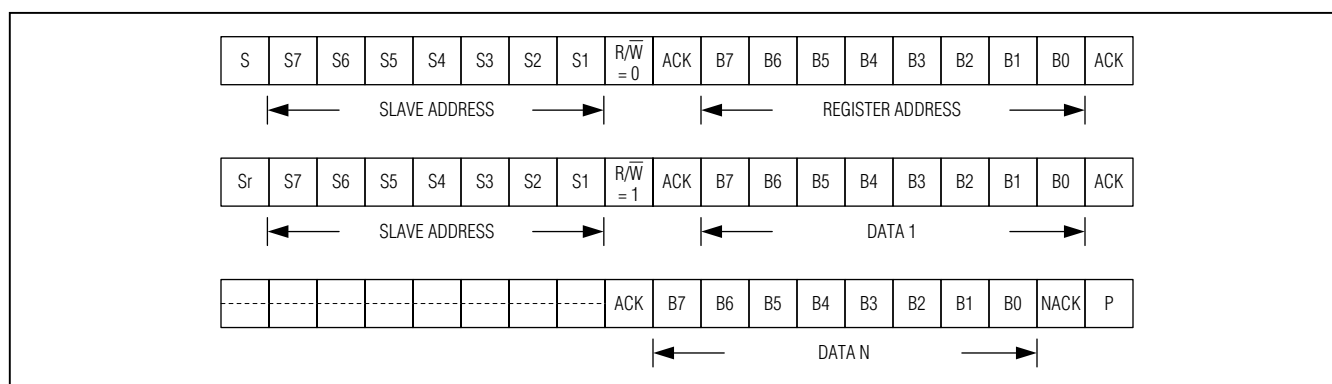 S S7 S6 S5 S4 S3 S2 S1 R/W̅ = 0 ACK B7 B6 B5 B4 B3 B2 B1 B0 ACK
SLAVE ADDRESS REGISTER ADDRESS
Sr S7 S6 S5 S4 S3 S2 S1 R/W̅ = 1 ACK B7 B6 B5 B4 B3 B2 B1 B0 ACK
SLAVE ADDRESS DATA 1
ACK B7 B6 B5 B4 B3 B2 B1 B0 NACK P
DATA N